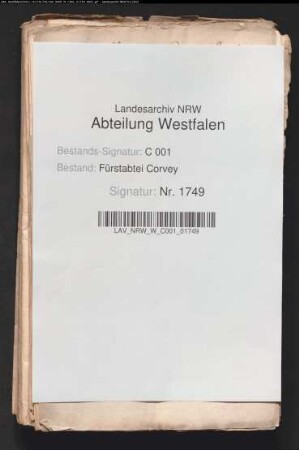 Landesarchiv NRW
Abteilung Westfalen
Bestands-Signatur: C 001
Bestand: Fürstabtei Corvey
Signatur: Nr. 1749
LAV_NRW_W_C001_01749